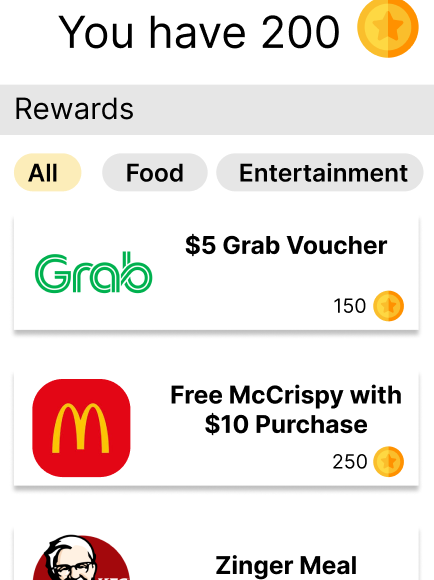 You have 200
Rewards
All Food Entertainment
Grab
$5 Grab Voucher
150
Free McCrispy with
$10 Purchase
250
KFC
Zinger Meal